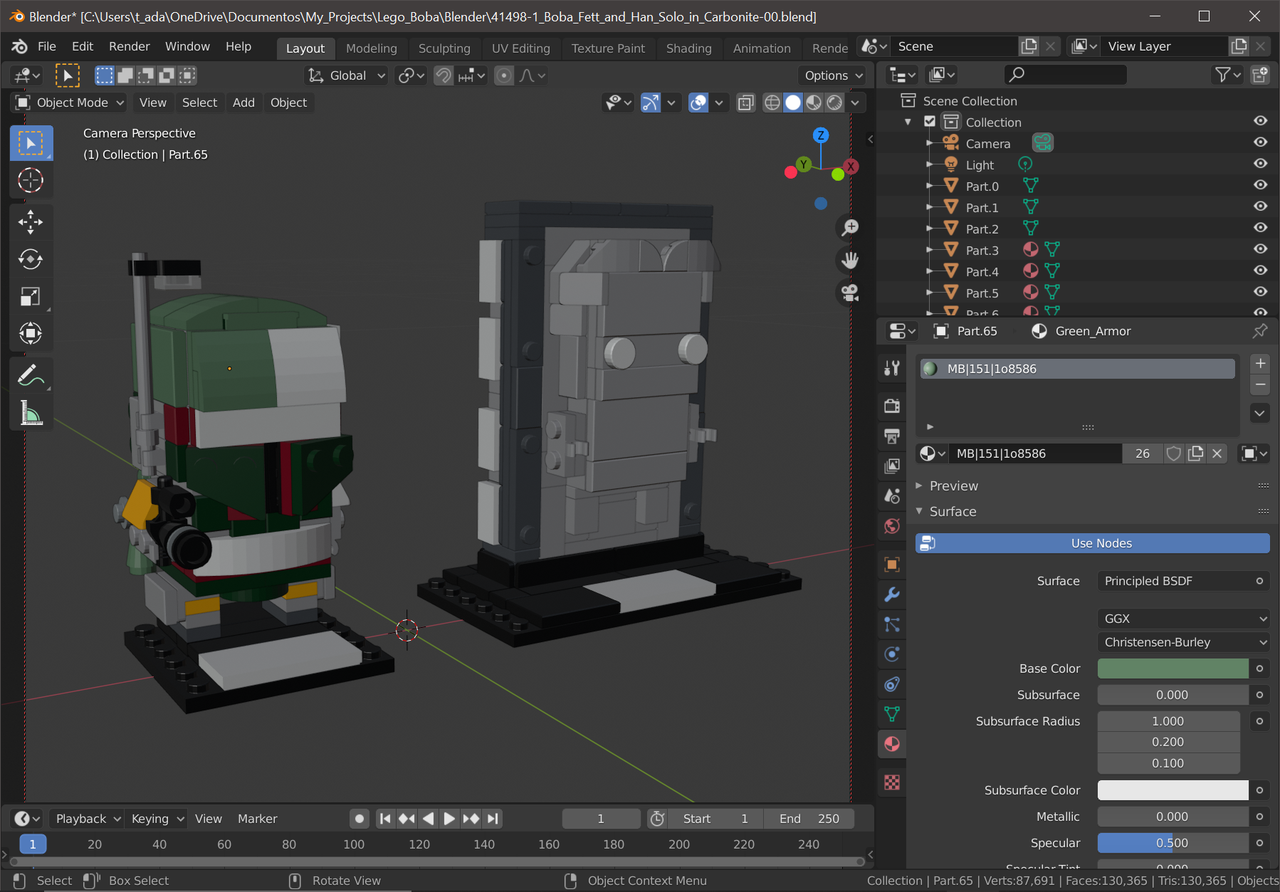 Blender* [C:\Users\t_ada\OneDrive\Documentos\My_Projects\Lego_Boba\Blender\41498-1_Boba_Fett_and_Han_Solo_in_Carbonite-00.blend]
File Edit Render Window Help Layout Modeling Sculpting UV Editing Texture Paint Shading Animation Rende Scene View Layer
Global Options
Object Mode View Select Add Object
Camera Perspective
(1) Collection | Part.65
Z
Y
X
Scene Collection
Collection
Camera
Light
Part.0
Part.1
Part.2
Part.3
Part.4
Part.5
Part.6
Part.65 Green_Armor
MB|151|1o8586
MB|151|1o8586 26
Preview
Surface
Use Nodes
Surface Principled BSDF
GGX
Christensen-Burley
Base Color
Subsurface 0.000
Subsurface Radius 1.000
0.200
0.100
Subsurface Color
Metallic 0.000
Specular 0.500
Specular Tint 0.000
Playback Keying View Marker 1 Start 1 End 250
1 20 40 60 80 100 120 140 160 180 200 220 240
Select Box Select Rotate View Object Context Menu Collection | Part.65 | Verts:87,691 | Faces:130,365 | Tris:130,365 | Objects